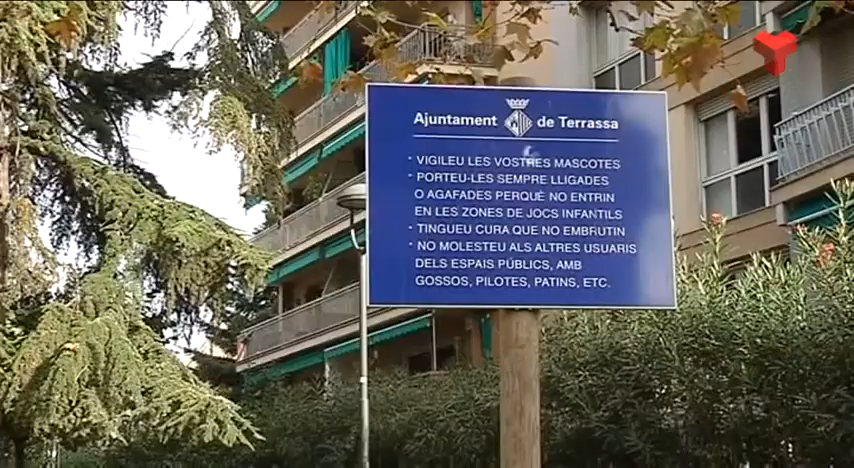 Ajuntament de Terrassa
· VIGILEU LES VOSTRES MASCOTES
· PORTEU-LES SEMPRE LLIGADES
O AGAFADES PERQUÈ NO ENTRIN
EN LES ZONES DE JOCS INFANTILS
· TINGUEU CURA QUE NO EMBRUTIN
· NO MOLESTEU ALS ALTRES USUARIS
DELS ESPAIS PÚBLICS, AMB
GOSSOS, PILOTES, PATINS, ETC.